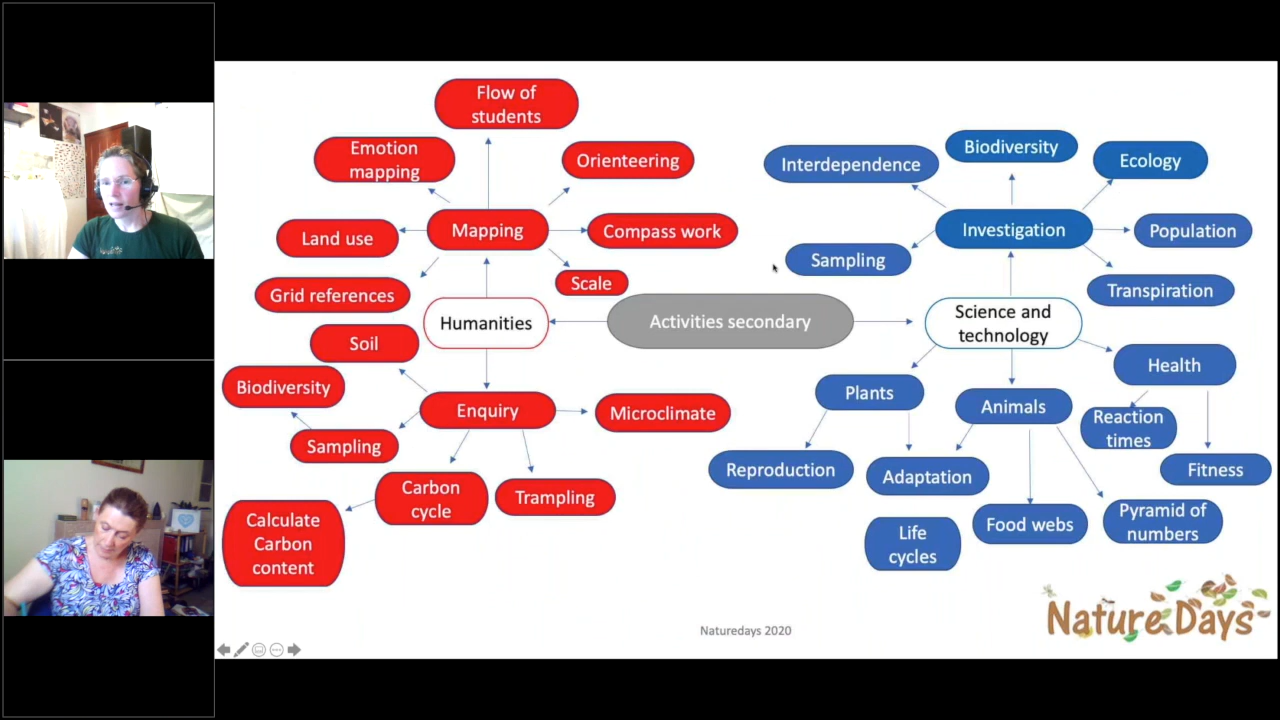 Flow of
students
Emotion
mapping
Orienteering
Land use
Mapping
Compass work
Grid references
Scale
Humanities
Activities secondary
Soil
Biodiversity
Enquiry
Microclimate
Sampling
Carbon
cycle
Trampling
Calculate
Carbon
content
Interdependence
Biodiversity
Ecology
Investigation
Population
Sampling
Transpiration
Science and
technology
Health
Plants
Animals
Reaction
times
Reproduction
Adaptation
Fitness
Life
cycles
Food webs
Pyramid of
numbers
Naturedays 2020
Nature Days